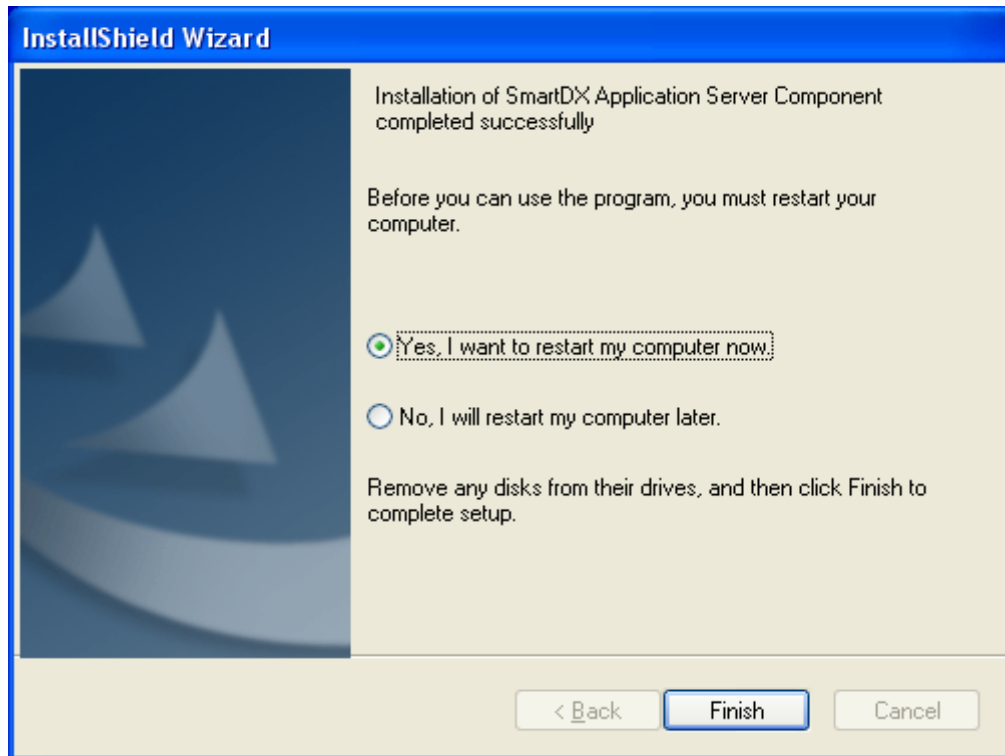 InstallShield Wizard
Installation of SmartDX Application Server Component
completed successfully
Before you can use the program, you must restart your
computer.
Yes, I want to restart my computer now.
No, I will restart my computer later.
Remove any disks from their drives, and then click Finish to
complete setup.
< Back Finish Cancel